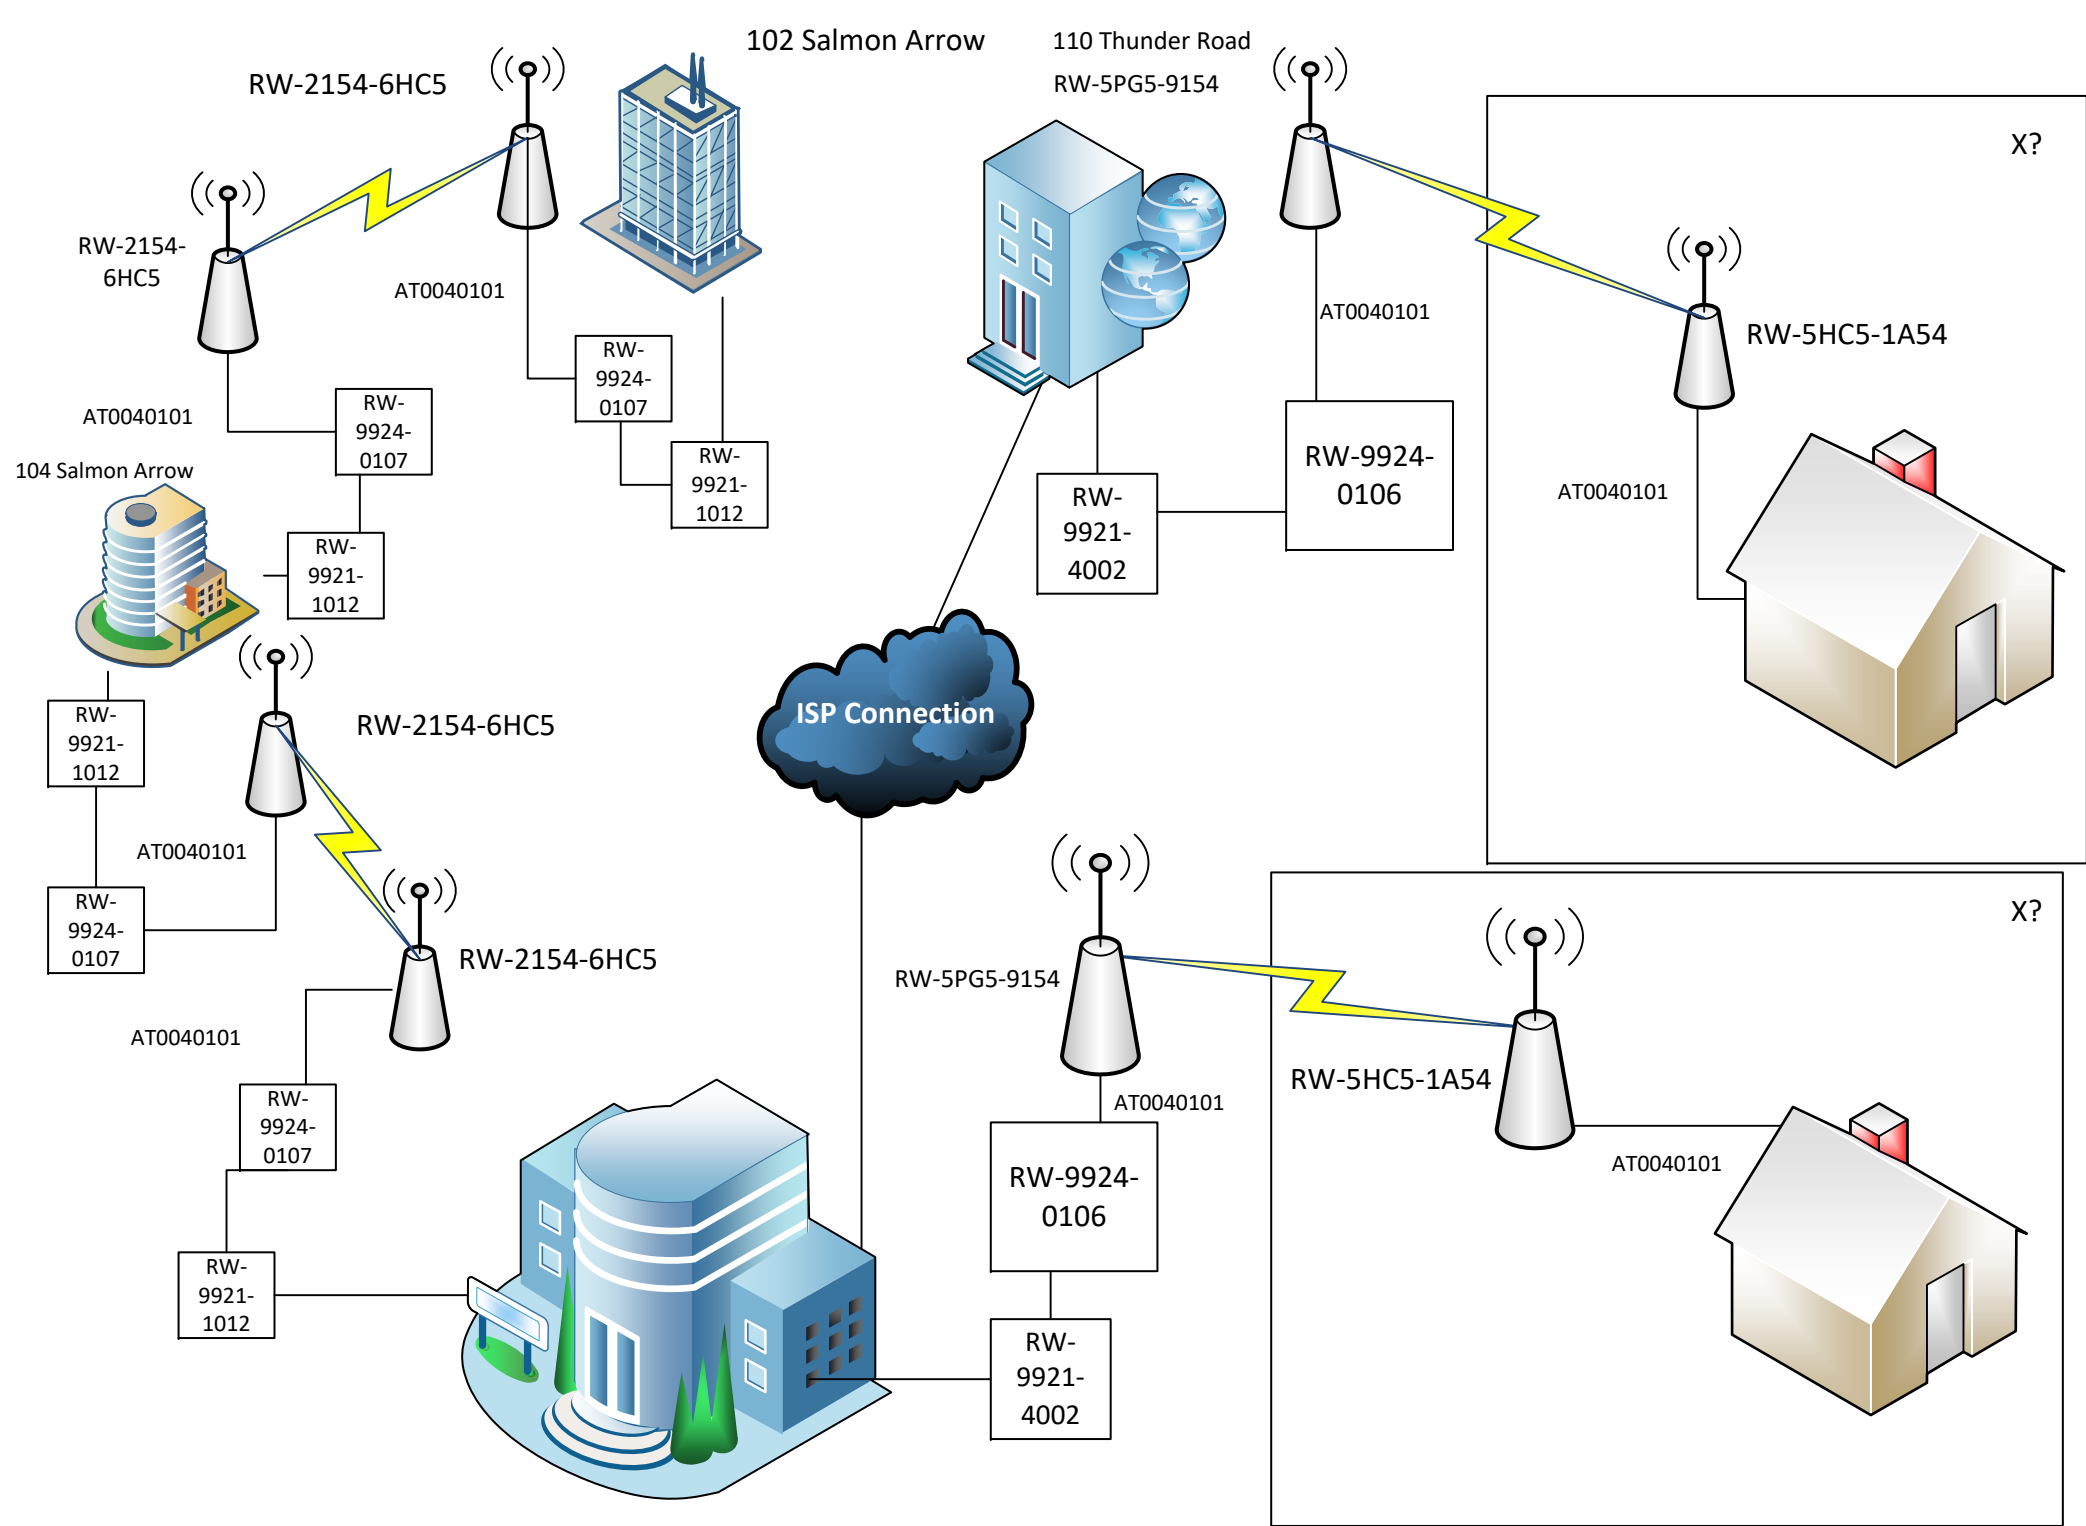 102 Salmon Arrow
110 Thunder Road
RW-2154-6HC5
RW-5PG5-9154
X?
RW-2154-
6HC5
AT0040101
AT0040101
RW-5HC5-1A54
RW-
9924-
0107
AT0040101
RW-
9924-
0107
RW-
9921-
1012
RW-9924-
0106
RW-
9921-
4002
AT0040101
104 Salmon Arrow
RW-
9921-
1012
RW-
9921-
1012
RW-2154-6HC5
ISP Connection
AT0040101
RW-
9924-
0107
RW-2154-6HC5
X?
RW-5PG5-9154
AT0040101
RW-5HC5-1A54
AT0040101
RW-
9924-
0107
RW-9924-
0106
AT0040101
RW-
9921-
1012
RW-
9921-
4002